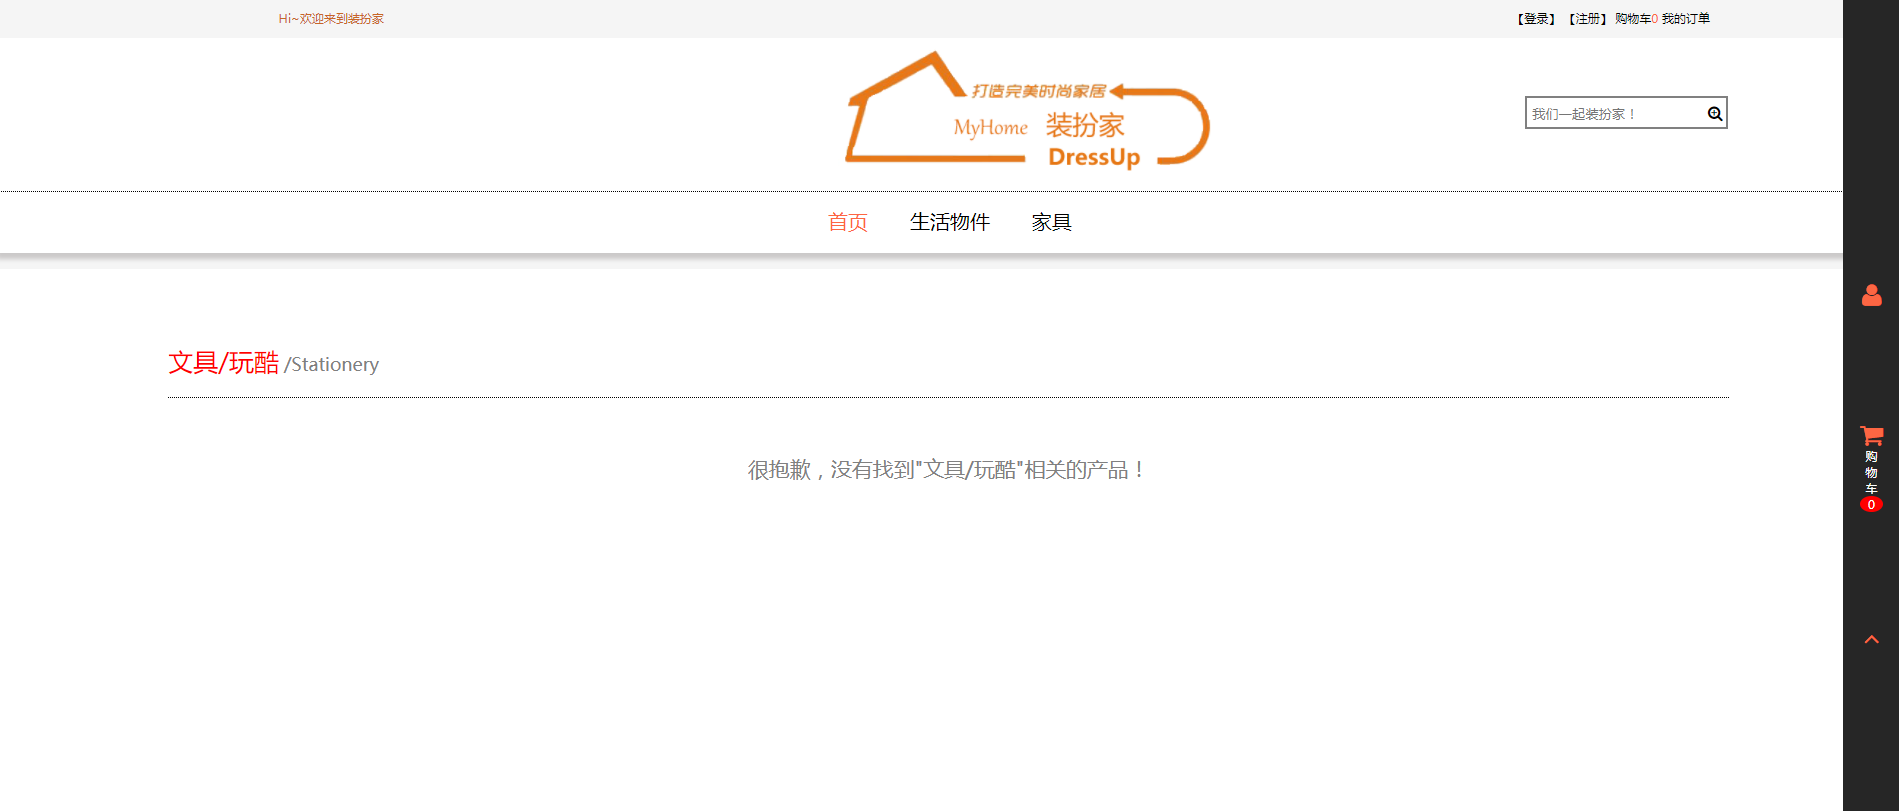 Hi~欢迎来到装扮家
【登录】 【注册】 购物车0 我的订单
打造完美时尚家居
MyHome 装扮家
DressUp
我们一起装扮家！
首页 生活物件 家具
文具/玩酷 /Stationery
很抱歉，没有找到"文具/玩酷"相关的产品！
购
物
车
0